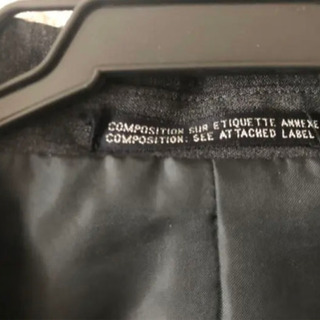 COMPOSITION SUR ETIQUETTE ANNEXE
COMPOSITION: SEE ATTACHED LABEL